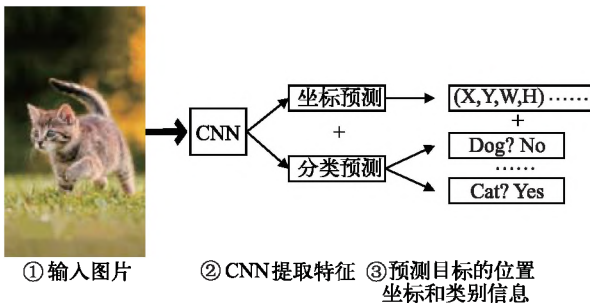 坐标预测
(X,Y,W,H)……
CNN
+
+
Dog? No
……
分类预测
Cat? Yes
①输入图片
②CNN提取特征
③预测目标的位置
坐标和类别信息